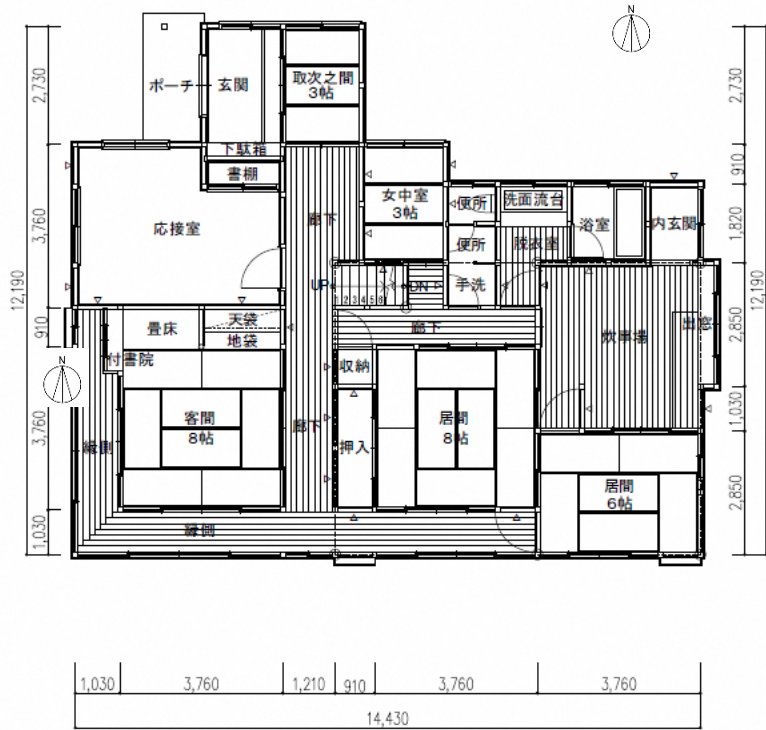 N
2,730
12,190
3,760
910
3,760
1,030
ポーチ
玄関
取次之間
3帖
下駄箱
書棚
応接室
廊下
女中室
3帖
便所
洗面流台
浴室
内玄関
便所
脱衣室
手洗
UP
1 2 3 4 5 6
DN
廊下
炊事場
出窓
畳床
天袋
地袋
付書院
N
収納
客間
8帖
廊下
押入
居間
8帖
縁側
居間
6帖
縁側
2,730
910
1,820
12,190
2,850
1,030
2,850
1,030
3,760
1,210
910
3,760
3,760
14,430